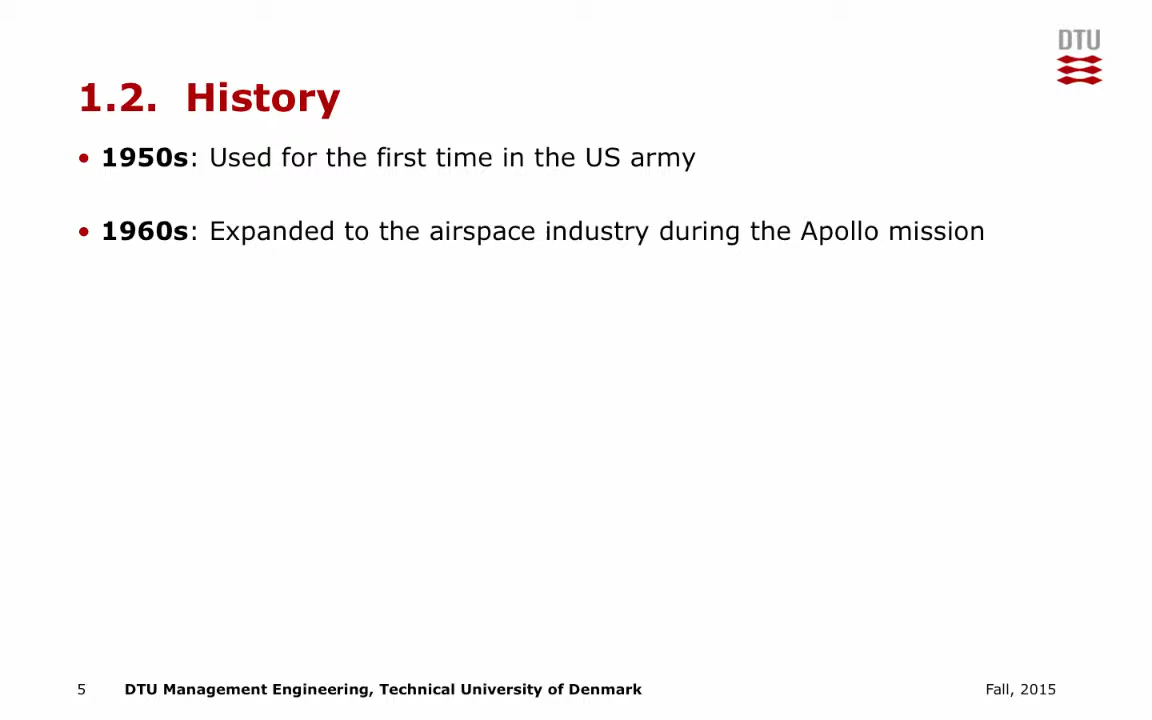 DTU
1.2. History
• 1950s: Used for the first time in the US army
• 1960s: Expanded to the airspace industry during the Apollo mission
5 DTU Management Engineering, Technical University of Denmark Fall, 2015